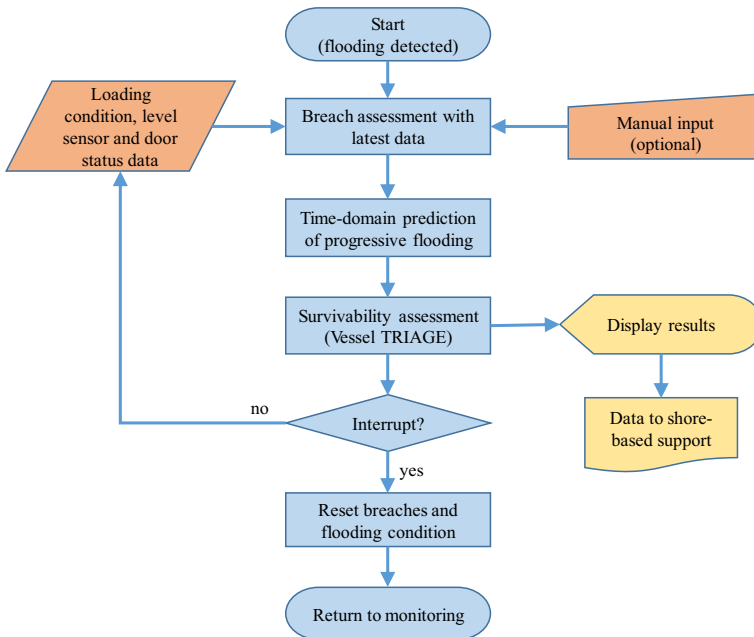 Start
(flooding detected)
Loading
condition, level
sensor and door
status data
Breach assessment with
latest data
Manual input
(optional)
Time-domain prediction
of progressive flooding
Survivability assessment
(Vessel TRIAGE)
Display results
no
Interrupt?
Data to shore-
based support
yes
Reset breaches and
flooding condition
Return to monitoring